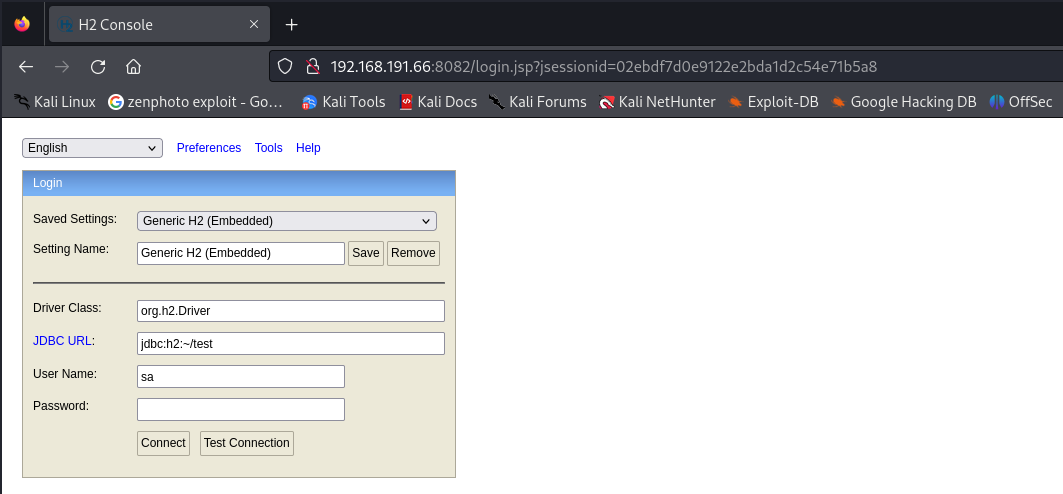 H2 Console
192.168.191.66:8082/login.jsp?jsessionid=02ebdf7d0e9122e2bda1d2c54e71b5a8
Kali Linux zenphoto exploit - Go... Kali Tools Kali Docs Kali Forums Kali NetHunter Exploit-DB Google Hacking DB OffSec
English Preferences Tools Help
Login
Saved Settings: Generic H2 (Embedded)
Setting Name: Generic H2 (Embedded) Save Remove
Driver Class: org.h2.Driver
JDBC URL: jdbc:h2:~/test
User Name: sa
Password:
Connect Test Connection